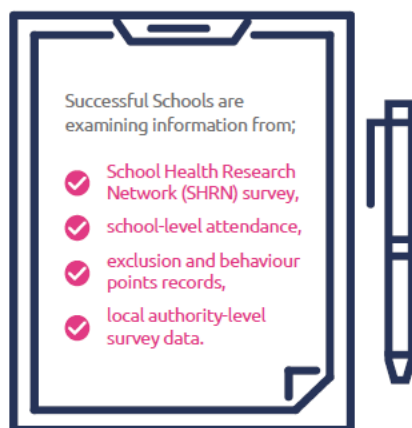 Successful Schools are
examining information from;
School Health Research
Network (SHRN) survey,
school-level attendance,
exclusion and behaviour
points records,
local authority-level
survey data.